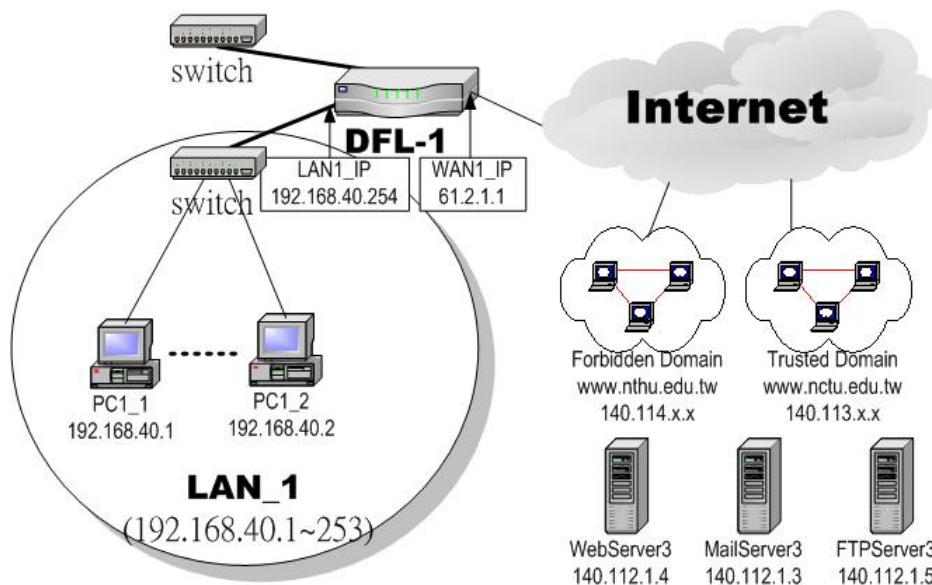 switch
Internet
DFL-1
LAN1_IP
192.168.40.254
WAN1_IP
61.2.1.1
switch
Forbidden Domain
www.nthu.edu.tw
140.114.x.x
Trusted Domain
www.nctu.edu.tw
140.113.x.x
PC1_1
192.168.40.1
PC1_2
192.168.40.2
LAN_1
(192.168.40.1~253)
WebServer3
140.112.1.4
MailServer3
140.112.1.3
FTPServer3
140.112.1.5